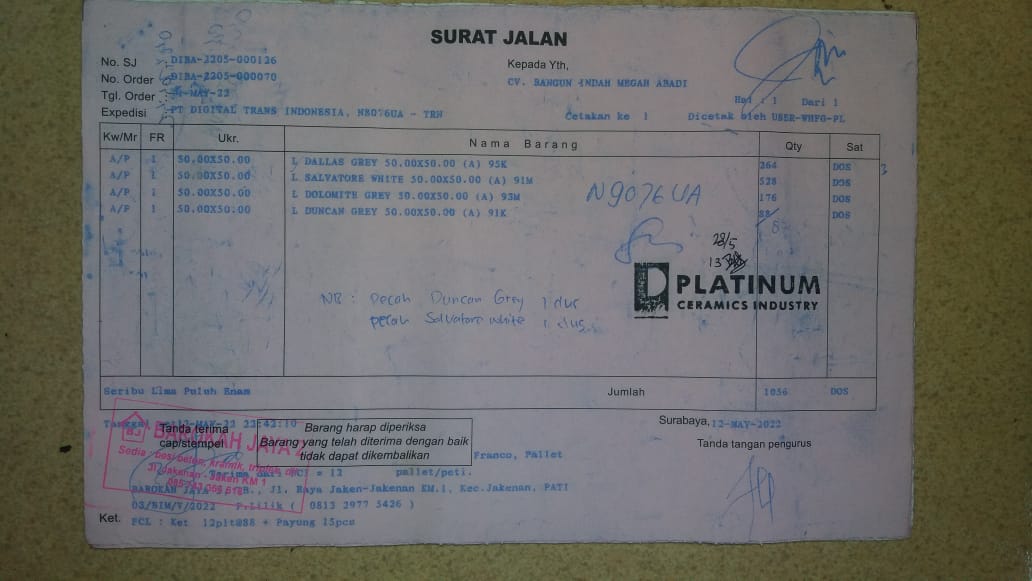 SURAT JALAN
No. SJ DIBA-2205-000126
Kepada Yth,
No. Order DIBA-2205-000070
CV. BANGUN INDAH MEGAH ABADI
Tgl. Order -MAY-22
Hal : 1 Dari 1
Expedisi PT DIGITAL TRANS INDONESIA, N8076UA - TRN
Cetakan ke 1 Dicetak oleh USER-WHFG-PL
Kw/Mr FR Ukr. Nama Barang Qty Sat
A/P 1 50.00X50.00 L DALLAS GREY 50.00X50.00 (A) 95K 264 DOS
A/P 1 50.00X50.00 L SALVATORE WHITE 50.00X50.00 (A) 91M 528 DOS
A/P 1 50.00X50.00 L DOLOMITE GREY 50.00X50.00 (A) 93M 176 DOS
A/P 1 50.00X50.00 L DUNCAN GREY 50.00X50.00 (A) 91K 88 DOS
N9076UA
28/5
13
PLATINUM
CERAMICS INDUSTRY
NB : pecah Duncan Grey 1 dus
pecah Salvatore white 1 dus
Seribu Lima Puluh Enam Jumlah 1056 DOS
Tanggal 12-MAY-22 22:42:10
Surabaya, 12-MAY-2022
Tanda terima
cap/stempel
Barang harap diperiksa
Barang yang telah diterima dengan baik
tidak dapat dikembalikan
Tanda tangan pengurus
BJ BAROKAH JAYA
Sedia : besi beton, kramik, triplek, dll
Jl. Jakenan - Jaken KM 1
Franco, Pallet
= 12 pallet/peti.
BAROKAH JAYA Jl. Raya Jaken-Jakenan KM.1, Kec.Jakenan, PATI
03/BIM/V/2022 P.Lilik ( 0813 2977 5426 )
Ket. FCL : Ket 12plt@88 + Payung 15pcs